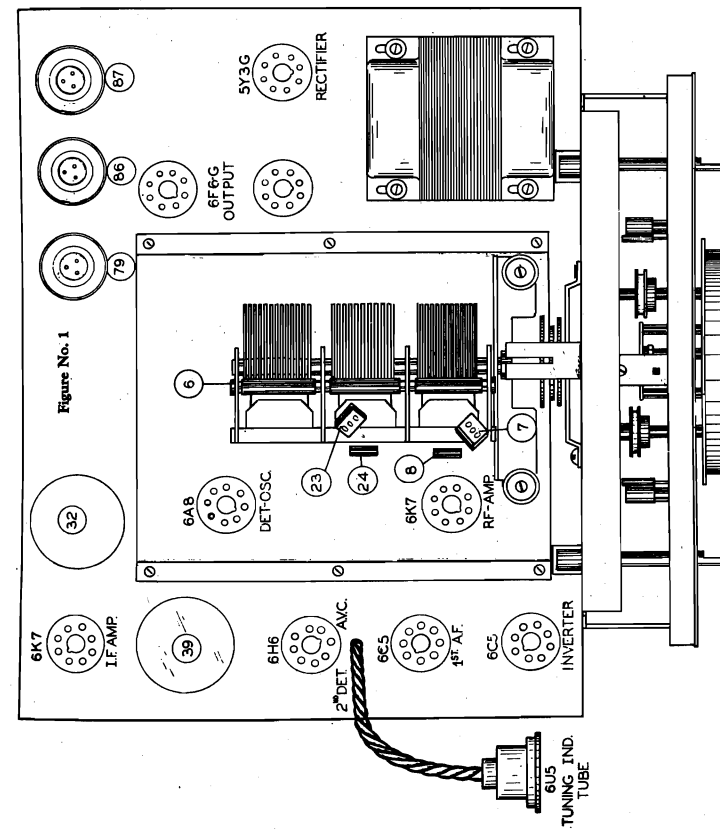 6U5
TUNING IND.
TUBE
6K7
I.F. AMP.
39
6H6
2ND DET. A.V.C.
6C5
1ST. A.F.
6C5
INVERTER
32
6A8
DET-OSC.
6K7
RF-AMP.
23
24
8
7
6
Figure No. 1
79
86
87
6F6G
OUTPUT
5Y3G
RECTIFIER